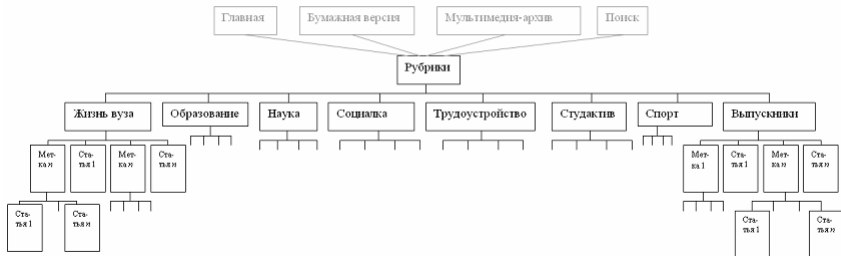 Главная
Бумажная версия
Мультимедия-архив
Поиск
Рубрики
Жизнь вуза
Образование
Наука
Социалка
Трудоустройство
Студактив
Спорт
Выпускники
Мет-
ка n
Ста-
тья 1
Мет-
ка n
Ста-
тья n
Мет-
ка 1
Ста-
тья 1
Мет-
ка n
Ста-
тья n
Ста-
тья 1
Ста-
тья n
Ста-
тья 1
Ста-
тья n